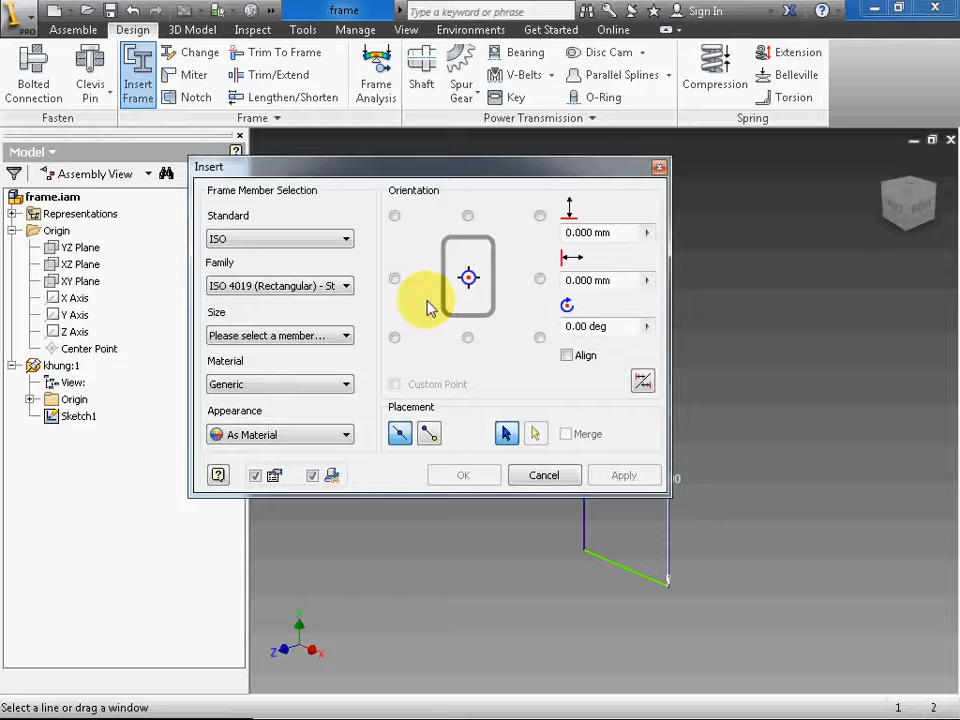 frame
Type a keyword or phrase
Sign In
PRO
Assemble
Design
3D Model
Inspect
Tools
Manage
View
Environments
Get Started
Online
Bolted
Connection
Clevis
Pin
Insert
Frame
Change
Miter
Notch
Trim To Frame
Trim/Extend
Lengthen/Shorten
Frame
Analysis
Shaft
Spur
Gear
Bearing
V-Belts
Key
Disc Cam
Parallel Splines
O-Ring
Compression
Extension
Belleville
Torsion
Fasten
Frame
Power Transmission
Spring
Model
Assembly View
frame.iam
Representations
Origin
YZ Plane
XZ Plane
XY Plane
X Axis
Y Axis
Z Axis
Center Point
khung:1
View:
Origin
Sketch1
Insert
Frame Member Selection
Standard
ISO
Family
ISO 4019 (Rectangular) - St
Size
Please select a member...
Material
Generic
Appearance
As Material
Orientation
0.000 mm
0.000 mm
0.00 deg
Align
Custom Point
Placement
Merge
OK
Cancel
Apply
RIGHT
00
Y
Z
X
Select a line or drag a window
1
2